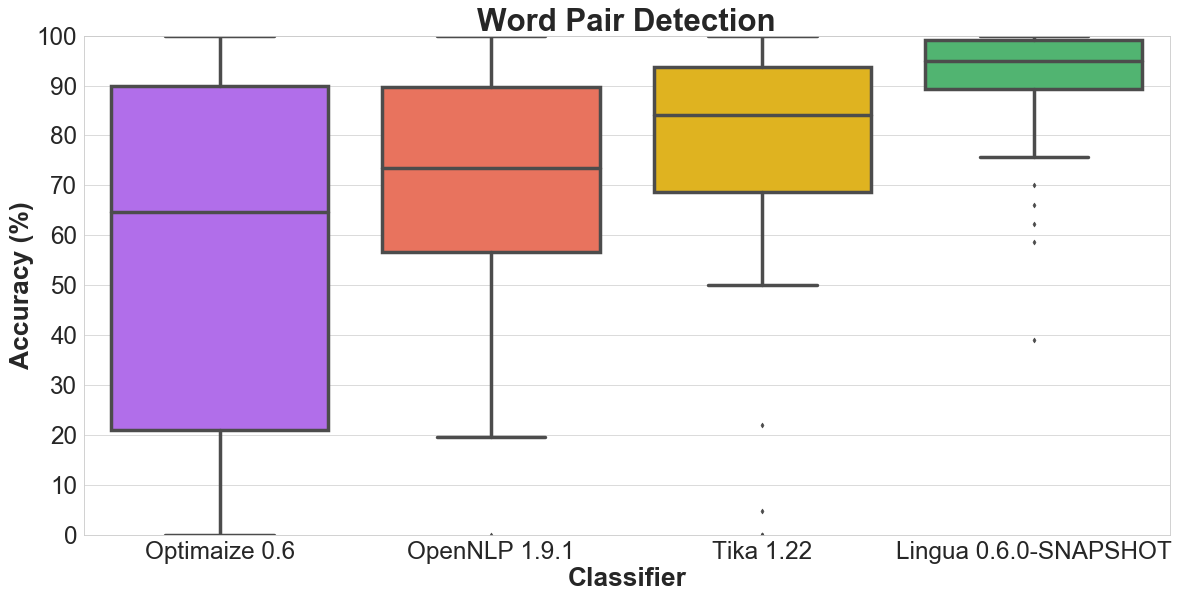 Word Pair Detection
100
90
80
70
60
50
40
30
20
10
0
Accuracy (%)
Optimaize 0.6
OpenNLP 1.9.1
Tika 1.22
Lingua 0.6.0-SNAPSHOT
Classifier